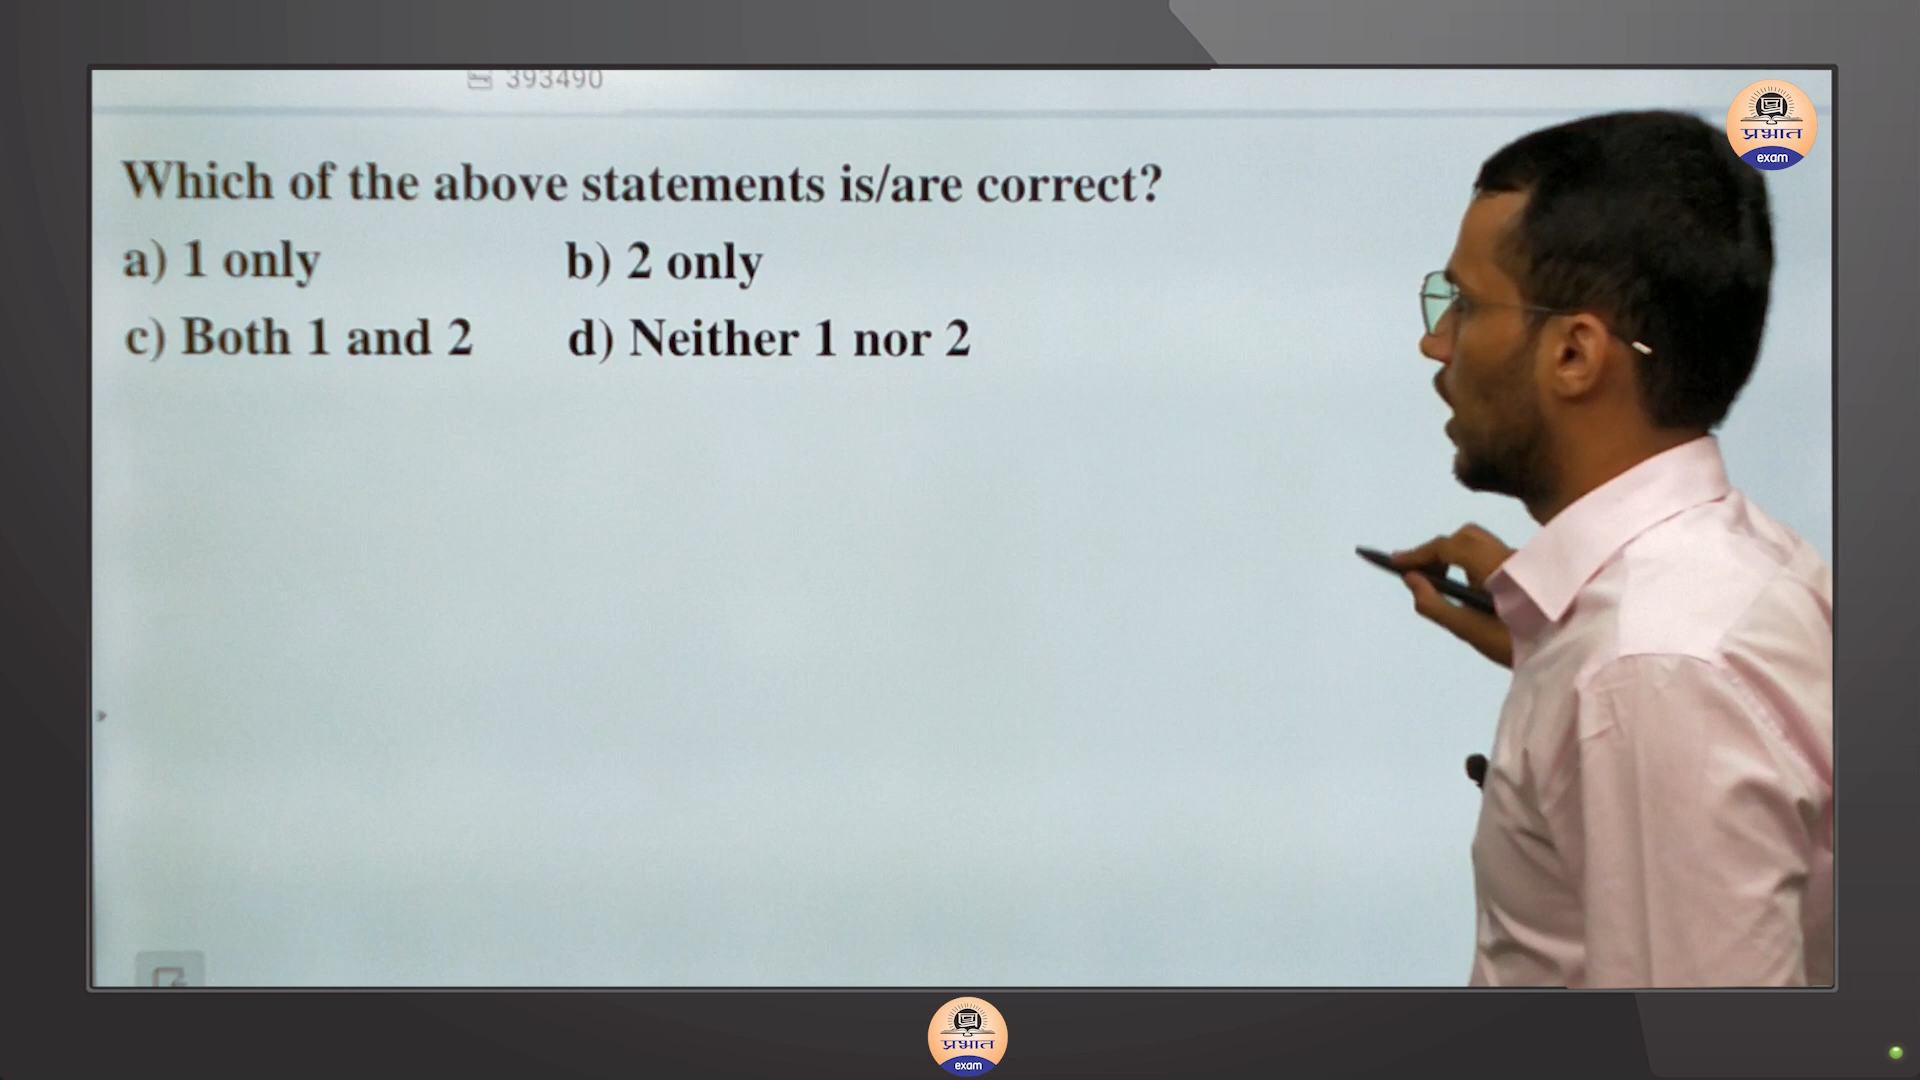 393490
Which of the above statements is/are correct?
a) 1 only b) 2 only
c) Both 1 and 2 d) Neither 1 nor 2
प्रभात
exam
प्रभात
exam